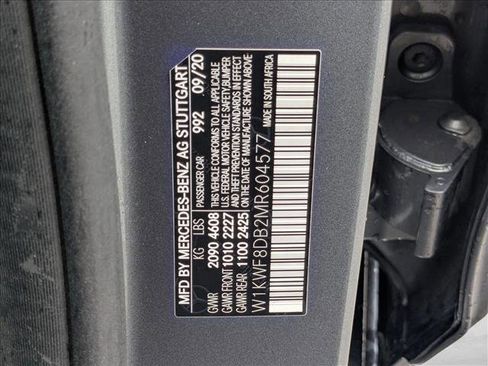 MFD BY MERCEDES-BENZ AG STUTTGART
PASSENGER CAR 992 09/20
KG LBS THIS VEHICLE CONFORMS TO ALL APPLICABLE
GVWR 2090 4608 U.S. FEDERAL MOTOR VEHICLE SAFETY/BUMPER
GAWR FRONT 1010 2227 AND THEFT PREVENTION STANDARDS IN EFFECT
GAWR REAR 1100 2425 ON THE DATE OF MANUFACTURE SHOWN ABOVE
W1KWF8DB2MR604577 MADE IN SOUTH AFRICA